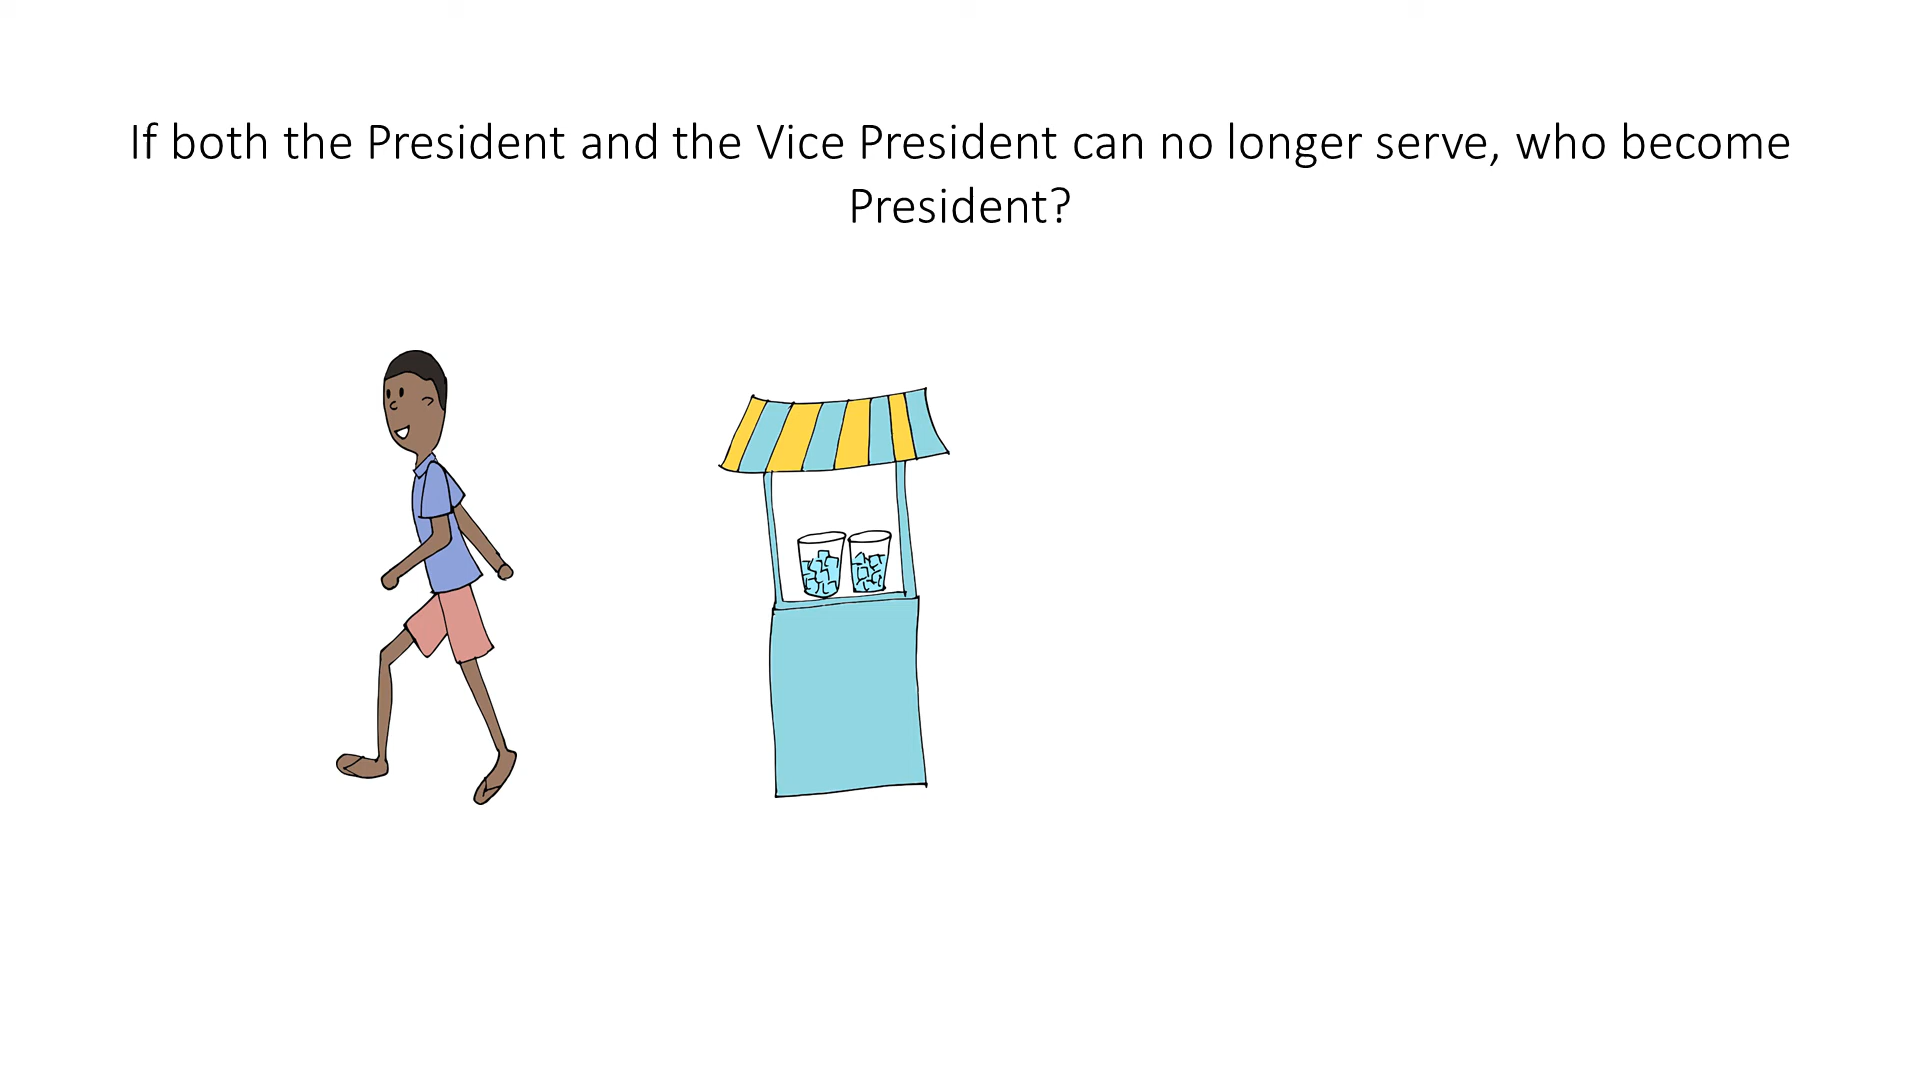 If both the President and the Vice President can no longer serve, who become
President?